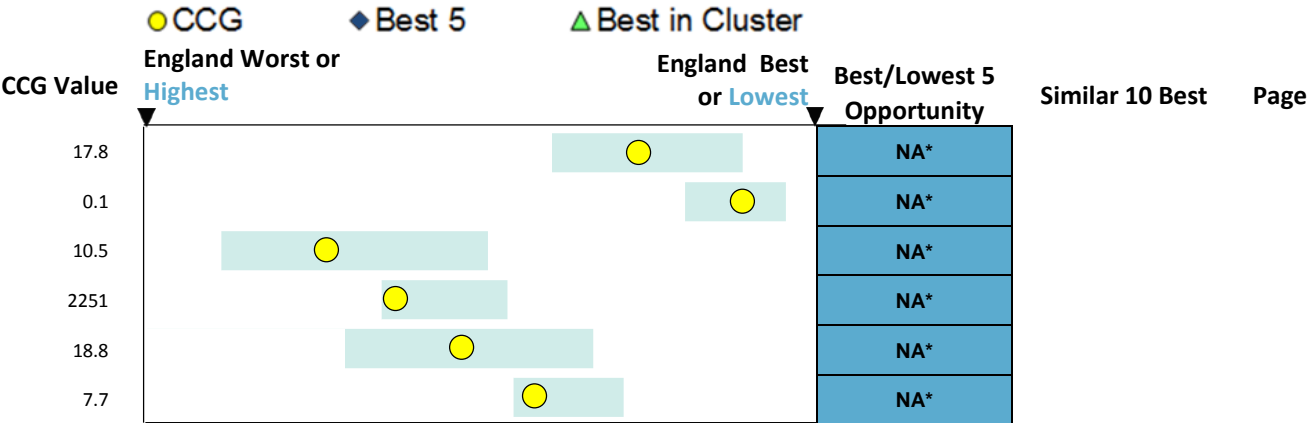 CCG Best 5 Best in Cluster
CCG Value England Worst or Highest England Best or Lowest Best/Lowest 5 Opportunity Similar 10 Best Page
17.8 NA*
0.1 NA*
10.5 NA*
2251 NA*
18.8 NA*
7.7 NA*